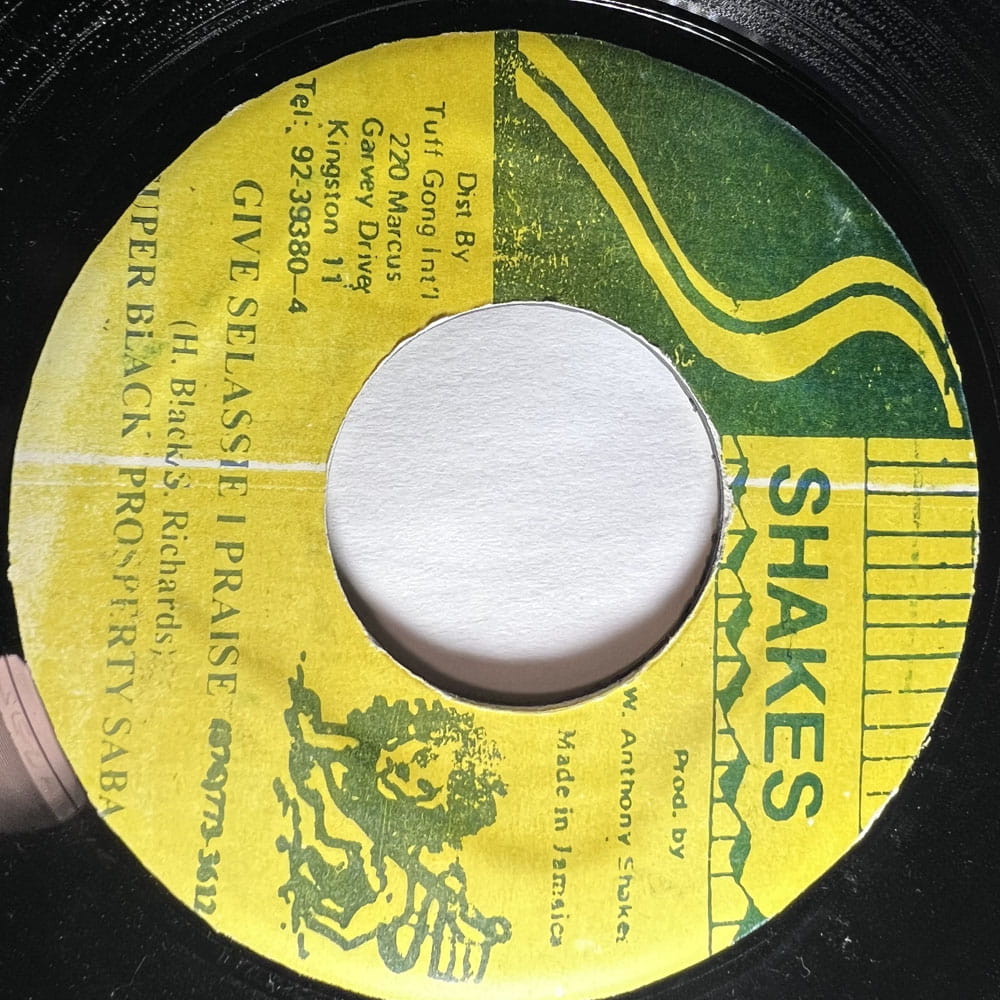 SHAKES
Dist By
Tuff Gong Int'l
220 Marcus
Garvey Drive,
Kingston 11
Tel: 92-39380-4
Prod. by
W. Anthony Shakes
Made in Jamaica
GIVE SELASSIE I PRAISE
(H. Black/S. Richards)
UPER BLACK PROSPERTY SABA